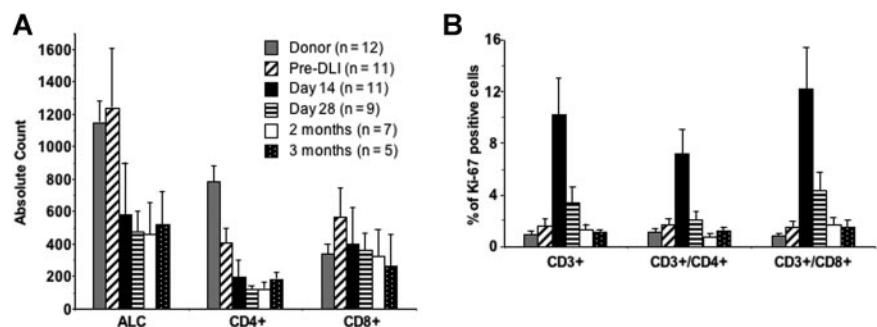 A
1600
1400
1200
1000
800
600
400
200
0
Absolute Count
Donor (n = 12)
Pre-DLI (n = 11)
Day 14 (n = 11)
Day 28 (n = 9)
2 months (n = 7)
3 months (n = 5)
ALC
CD4+
CD8+
B
16
12
8
4
0
% of Ki-67 positive cells
CD3+
CD3+/CD4+
CD3+/CD8+